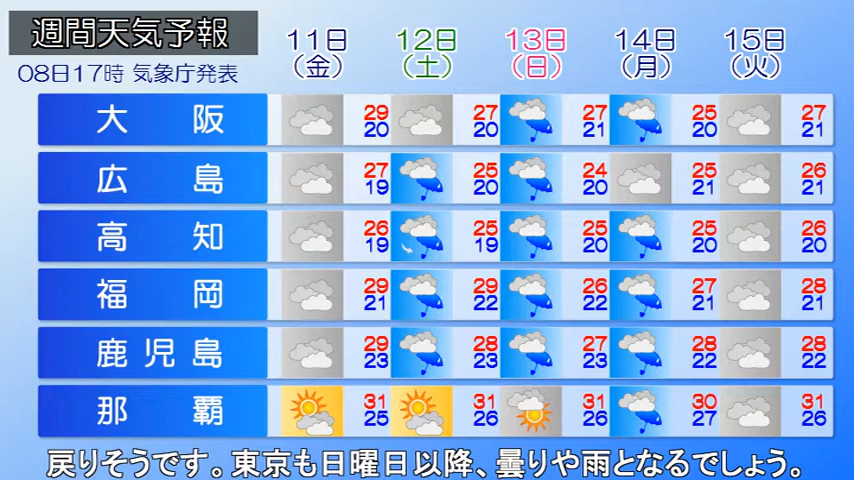 週間天気予報
08日17時 気象庁発表
11日 12日 13日 14日 15日
(金) (土) (日) (月) (火)
大阪 29 20 27 20 27 21 25 20 27 21
広島 27 19 25 20 24 20 25 21 26 21
高知 26 19 25 19 25 20 25 20 26 20
福岡 29 21 29 22 26 22 27 21 28 21
鹿児島 29 23 28 23 27 23 28 22 28 22
那覇 31 25 31 26 31 26 30 27 31 26
戻りそうです。東京も日曜日以降、曇りや雨となるでしょう。